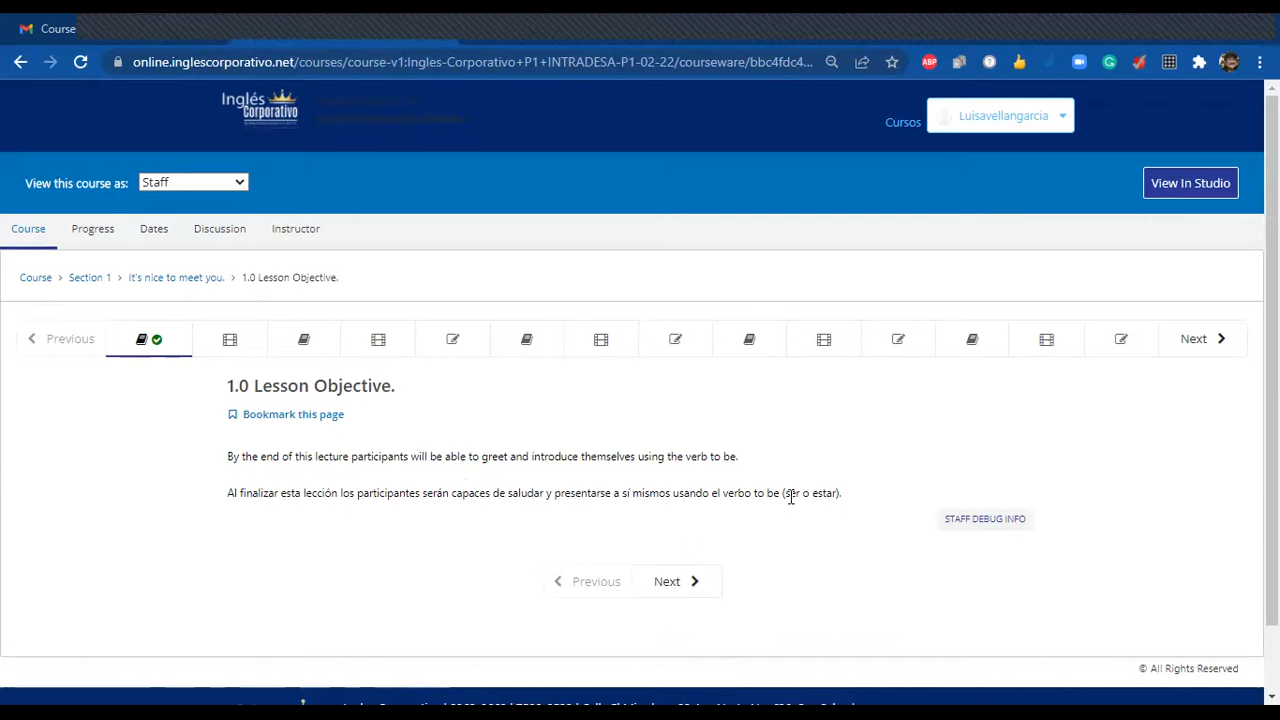 Course
online.inglescorporativo.net/courses/course-v1:Ingles-Corporativo+P1+INTRADESA-P1-02-22/courseware/bbc4fdc4...
ABP
Inglés
Corporativo
Cursos
Luisavellangarcia
View this course as:
Staff
View In Studio
Course
Progress
Dates
Discussion
Instructor
Course > Section 1 > It's nice to meet you. > 1.0 Lesson Objective.
Previous
Next
1.0 Lesson Objective.
Bookmark this page
By the end of this lecture participants will be able to greet and introduce themselves using the verb to be.
Al finalizar esta lección los participantes serán capaces de saludar y presentarse a sí mismos usando el verbo to be (ser o estar).
STAFF DEBUG INFO
Previous
Next
© All Rights Reserved